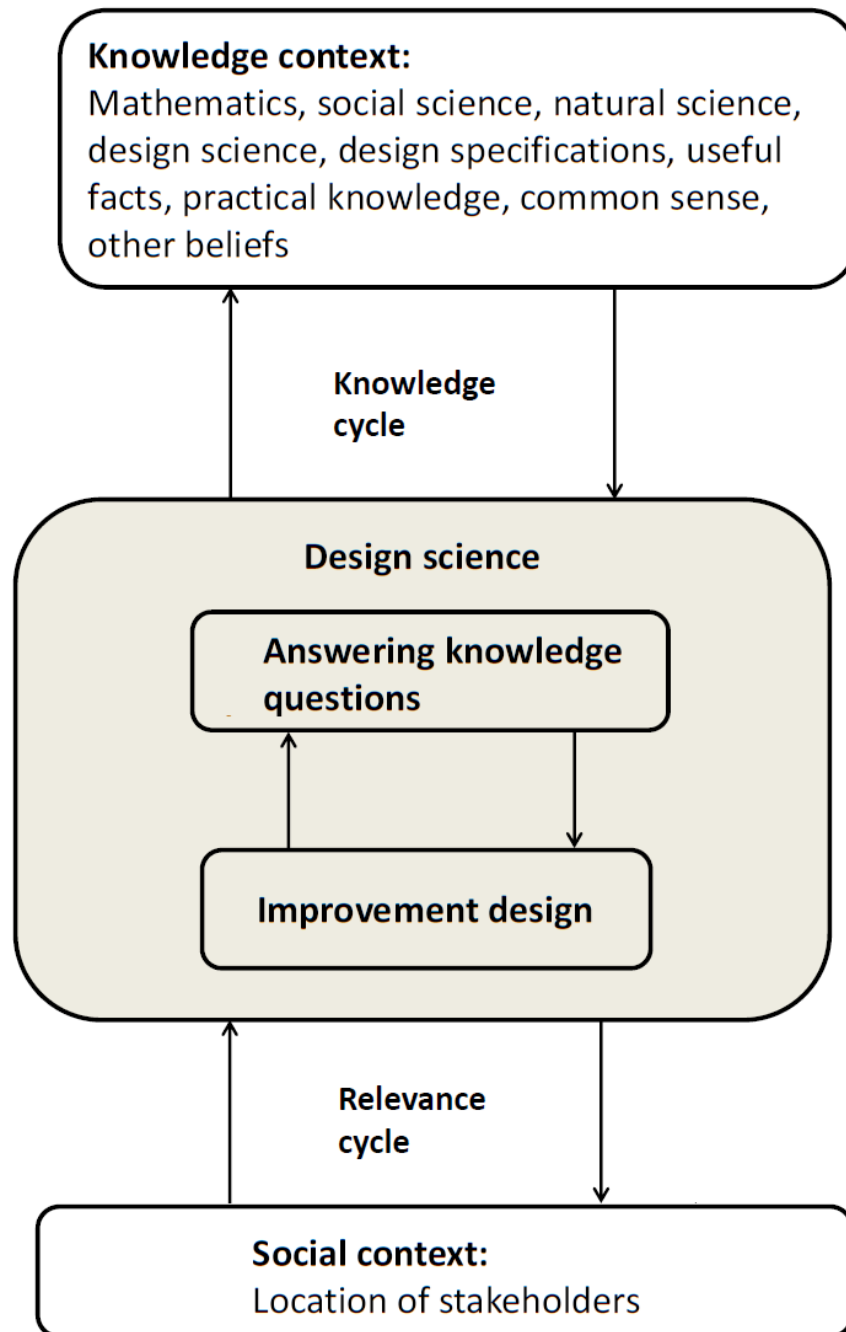 Knowledge context:
Mathematics, social science, natural science,
design science, design specifications, useful
facts, practical knowledge, common sense,
other beliefs
Knowledge
cycle
Design science
Answering knowledge
questions
Improvement design
Relevance
cycle
Social context:
Location of stakeholders